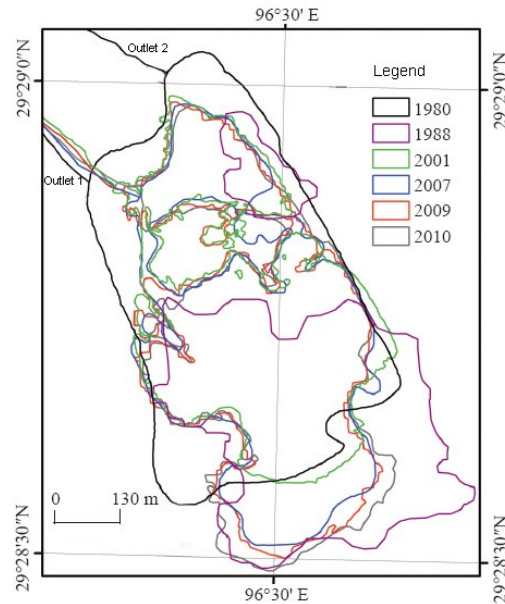 96°30' E
Outlet 2
29°29'0"N
29°29'0"N
Legend
1980
1988
2001
2007
2009
2010
Outlet 1
0 130 m
29°28'30"N
29°28'30"N
96°30' E